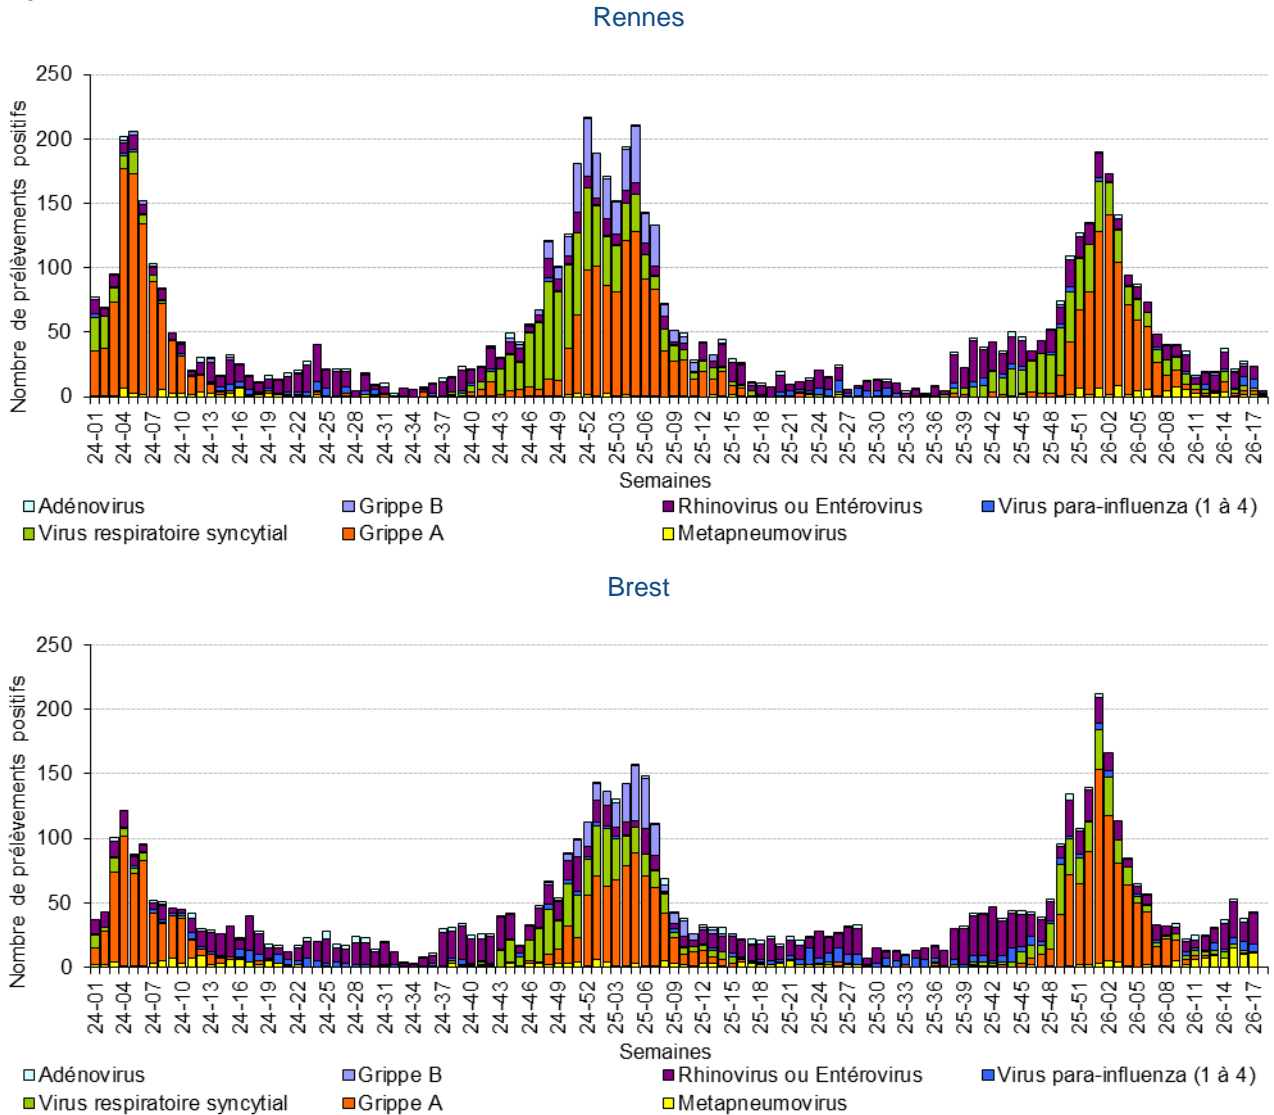 Rennes
Nombre de prélèvements positifs
250
200
150
100
50
0
24-01 24-04 24-07 24-10 24-13 24-16 24-19 24-22 24-25 24-28 24-31 24-34 24-37 24-40 24-43 24-46 24-49 24-52 25-03 25-06 25-09 25-12 25-15 25-18 25-21 25-24 25-27 25-30 25-33 25-36 25-39 25-42 25-45 25-48 25-51 26-02 26-05 26-08 26-11 26-14 26-17
Semaines
Adénovirus Grippe B Rhinovirus ou Entérovirus Virus para-influenza (1 à 4)
Virus respiratoire syncytial Grippe A Metapneumovirus
Brest
Nombre de prélèvements positifs
250
200
150
100
50
0
24-01 24-04 24-07 24-10 24-13 24-16 24-19 24-22 24-25 24-28 24-31 24-34 24-37 24-40 24-43 24-46 24-49 24-52 25-03 25-06 25-09 25-12 25-15 25-18 25-21 25-24 25-27 25-30 25-33 25-36 25-39 25-42 25-45 25-48 25-51 26-02 26-05 26-08 26-11 26-14 26-17
Semaines
Adénovirus Grippe B Rhinovirus ou Entérovirus Virus para-influenza (1 à 4)
Virus respiratoire syncytial Grippe A Metapneumovirus